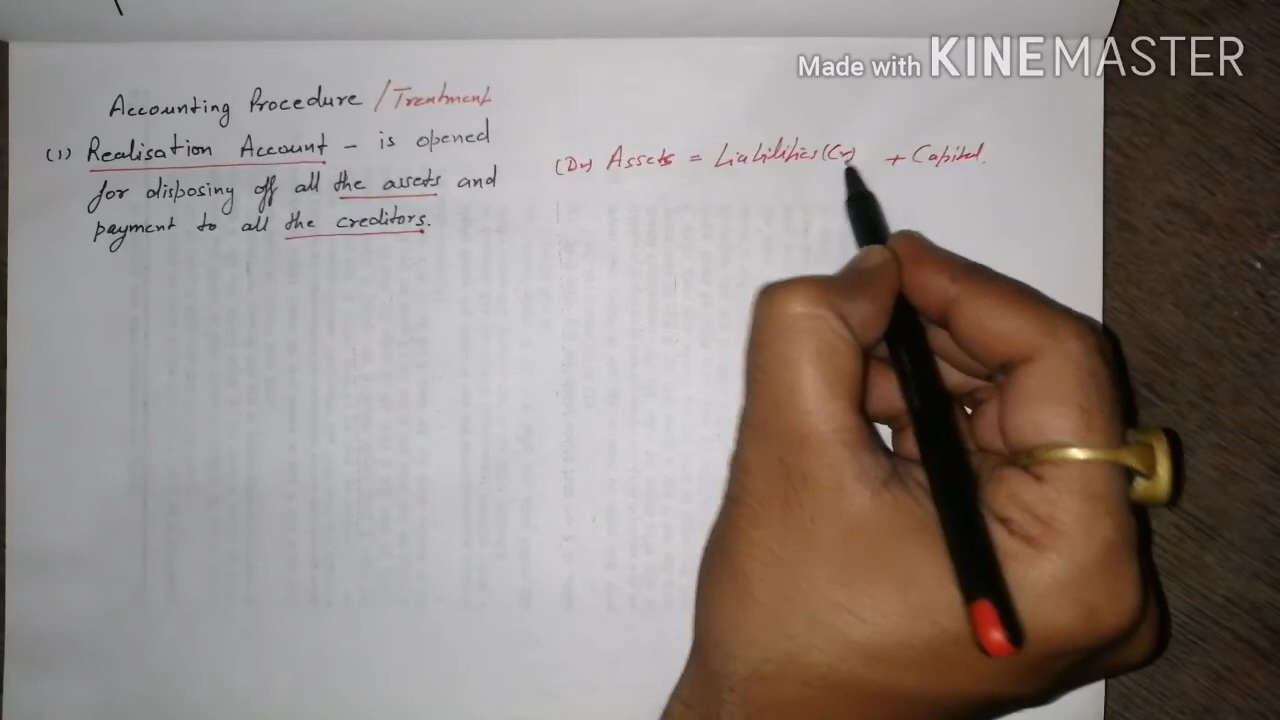 Made with KINEMASTER
Accounting Procedure / Treatment
(1) Realisation Account - is opened
for disposing off all the assets and
payment to all the creditors.
(Dr) Assets = Liabilities (Cr) + Capital.